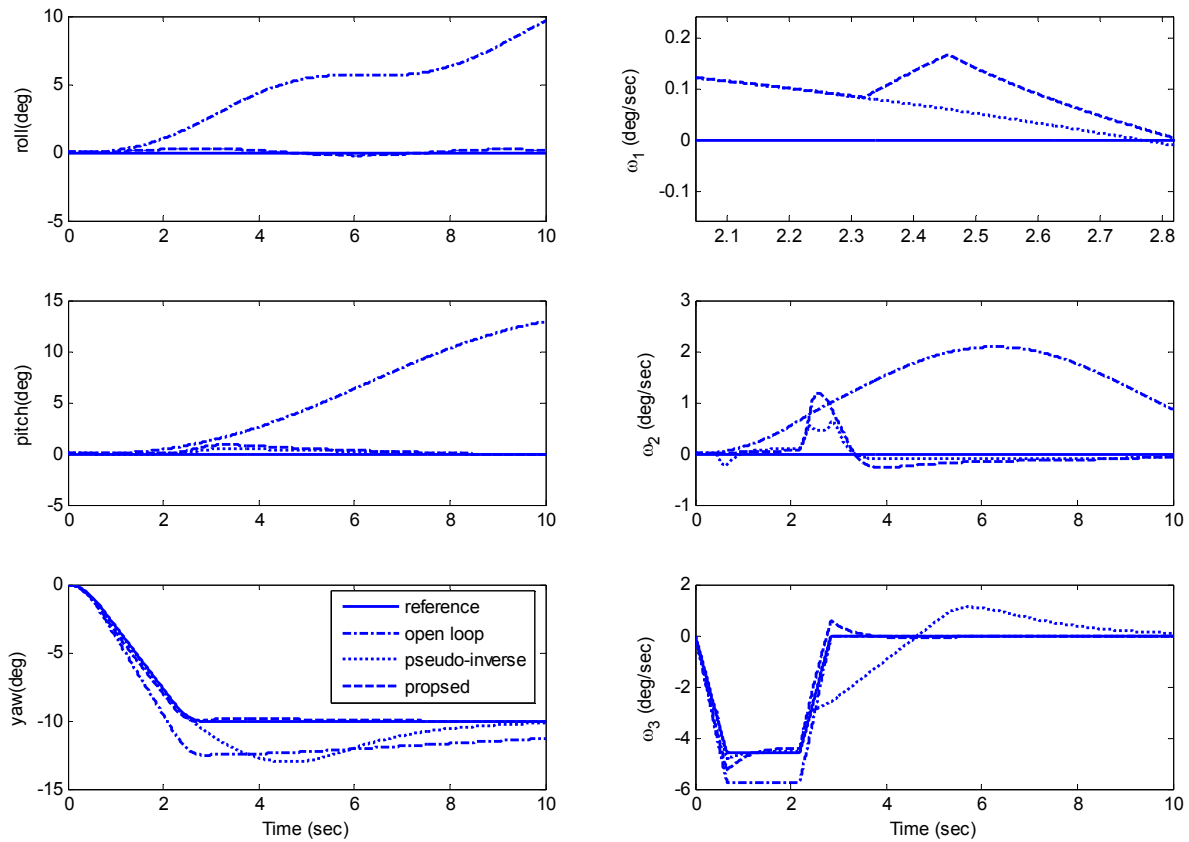 10
5
0
-5
roll(deg)
0 2 4 6 8 10
0.2
0.1
0
-0.1
ω1 (deg/sec)
2.1 2.2 2.3 2.4 2.5 2.6 2.7 2.8
15
10
5
0
-5
pitch(deg)
0 2 4 6 8 10
3
2
1
0
-1
ω2 (deg/sec)
0 2 4 6 8 10
0
-5
-10
-15
yaw(deg)
reference
open loop
pseudo-inverse
propsed
0 2 4 6 8 10
Time (sec)
2
0
-2
-4
-6
ω3 (deg/sec)
0 2 4 6 8 10
Time (sec)